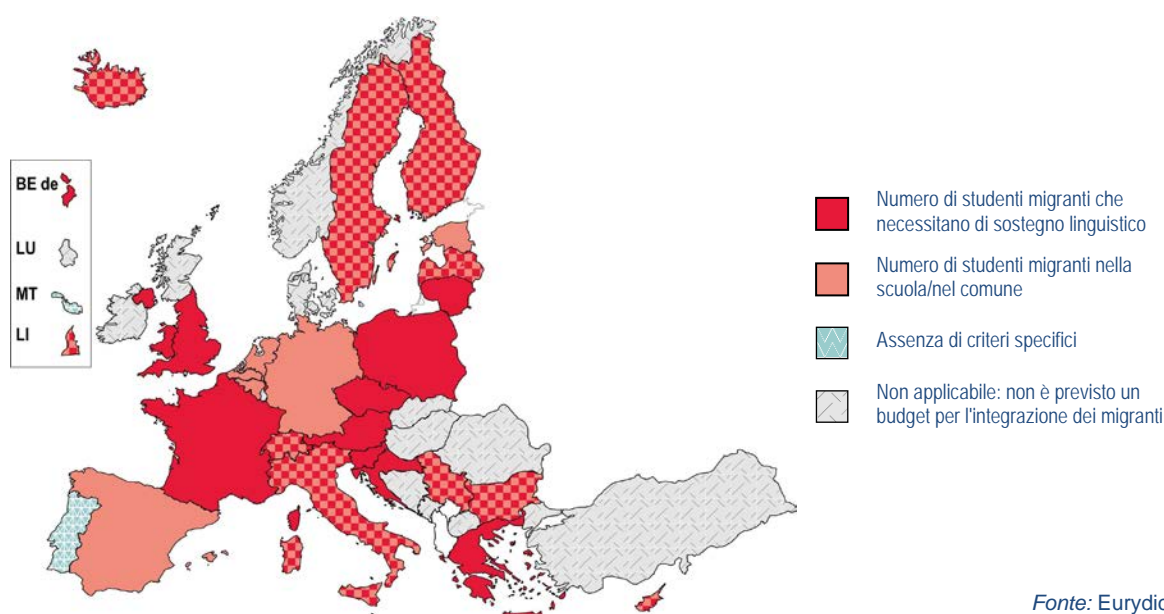 BE de
LU
MT
LI
Numero di studenti migranti che
necessitano di sostegno linguistico
Numero di studenti migranti nella
scuola/nel comune
Assenza di criteri specifici
Non applicabile: non è previsto un
budget per l'integrazione dei migranti
Fonte: Eurydic